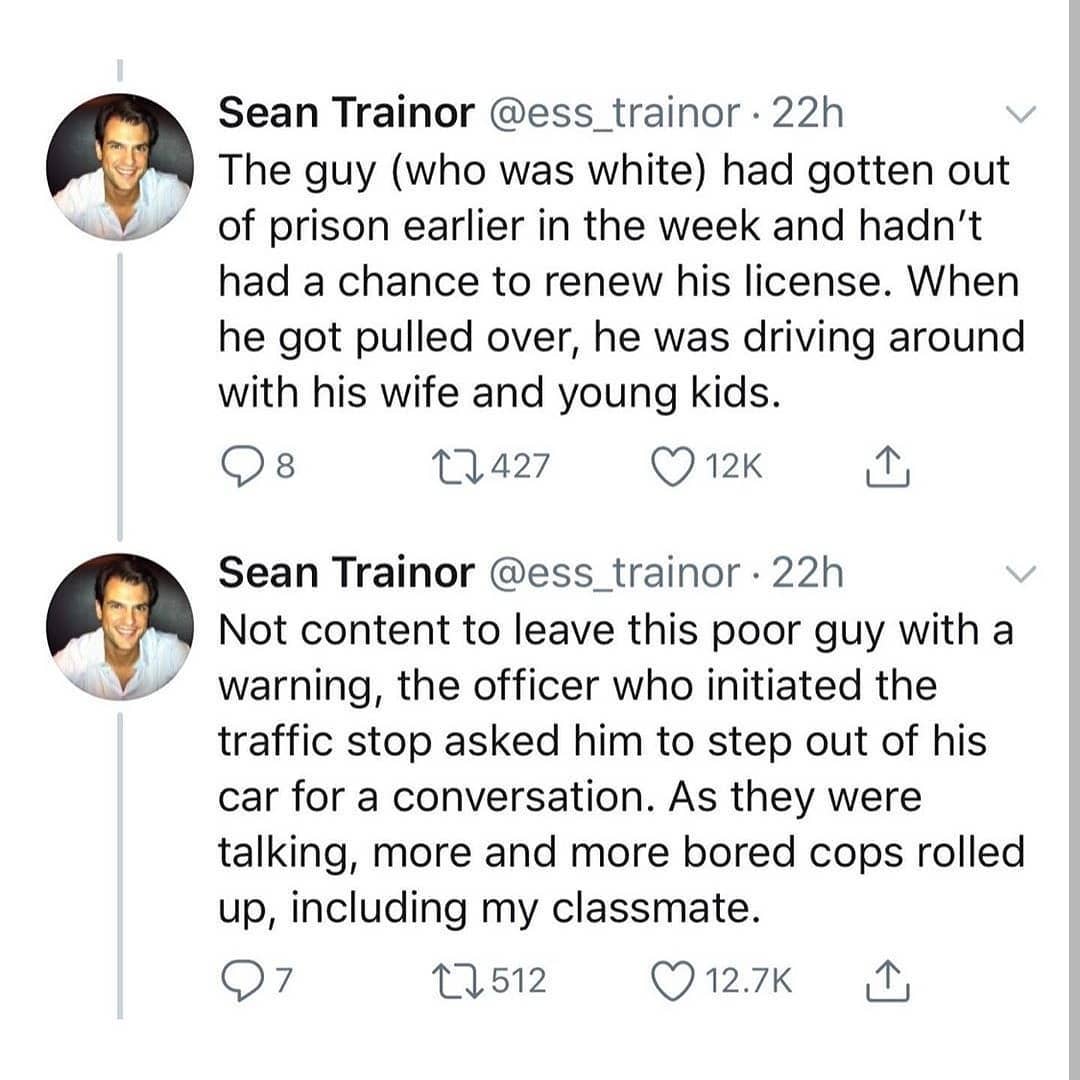 Sean Trainor @ess_trainor · 22h
The guy (who was white) had gotten out
of prison earlier in the week and hadn't
had a chance to renew his license. When
he got pulled over, he was driving around
with his wife and young kids.
8 427 12K
Sean Trainor @ess_trainor · 22h
Not content to leave this poor guy with a
warning, the officer who initiated the
traffic stop asked him to step out of his
car for a conversation. As they were
talking, more and more bored cops rolled
up, including my classmate.
7 512 12.7K